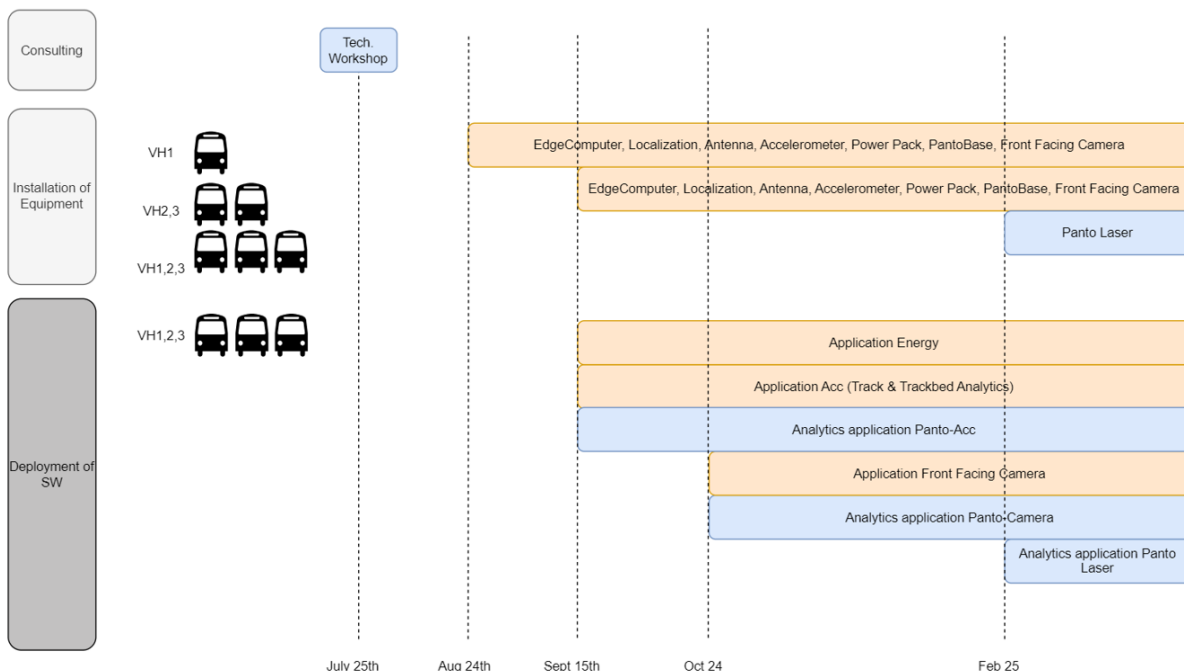 Consulting
Tech.
Workshop
Installation of
Equipment
VH1
EdgeComputer, Localization, Antenna, Accelerometer, Power Pack, PantoBase, Front Facing Camera
VH2,3
EdgeComputer, Localization, Antenna, Accelerometer, Power Pack, PantoBase, Front Facing Camera
VH1,2,3
Panto Laser
Deployment of
SW
VH1,2,3
Application Energy
Application Acc (Track & Trackbed Analytics)
Analytics application Panto-Acc
Application Front Facing Camera
Analytics application Panto-Camera
Analytics application Panto
Laser
July 25th
Aug 24th
Sept 15th
Oct 24
Feb 25